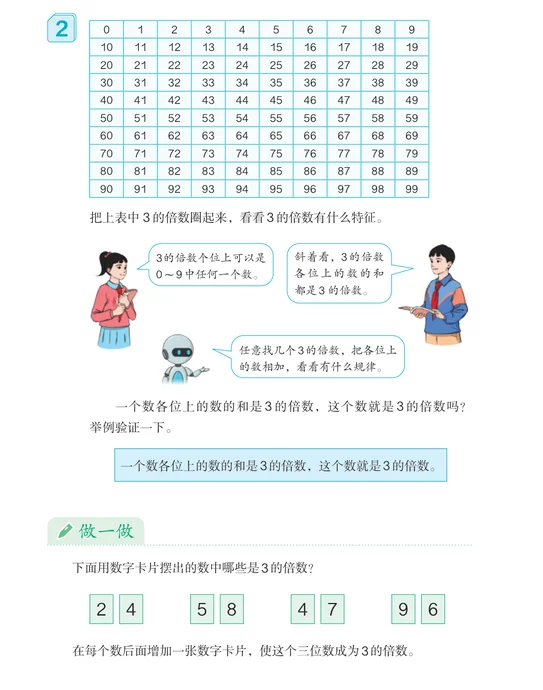 2
0 1 2 3 4 5 6 7 8 9
10 11 12 13 14 15 16 17 18 19
20 21 22 23 24 25 26 27 28 29
30 31 32 33 34 35 36 37 38 39
40 41 42 43 44 45 46 47 48 49
50 51 52 53 54 55 56 57 58 59
60 61 62 63 64 65 66 67 68 69
70 71 72 73 74 75 76 77 78 79
80 81 82 83 84 85 86 87 88 89
90 91 92 93 94 95 96 97 98 99
把上表中3的倍数圈起来，看看3的倍数有什么特征。
3的倍数个位上可以是
0～9中任何一个数。
斜着看，3的倍数
各位上的数的和
都是3的倍数。
任意找几个3的倍数，把各位上
的数相加，看看有什么规律。
一个数各位上的数的和是3的倍数，这个数就是3的倍数吗？
举例验证一下。
一个数各位上的数的和是3的倍数，这个数就是3的倍数。
做一做
下面用数字卡片摆出的数中哪些是3的倍数？
2 4 5 8 4 7 9 6
在每个数后面增加一张数字卡片，使这个三位数成为3的倍数。